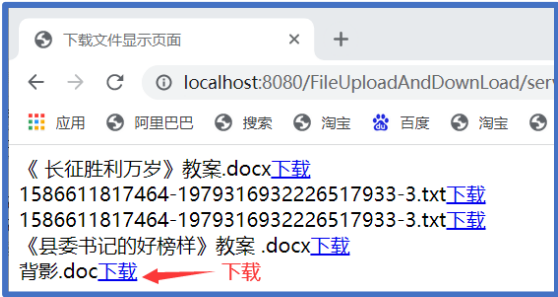 下载文件显示页面
localhost:8080/FileUploadAndDownLoad/serv
应用 阿里巴巴 搜索 淘宝 百度 淘宝
《 长征胜利万岁》教案.docx下载
1586611817464-1979316932226517933-3.txt下载
1586611817464-1979316932226517933-3.txt下载
《县委书记的好榜样》教案 .docx下载
背影.doc下载 下载